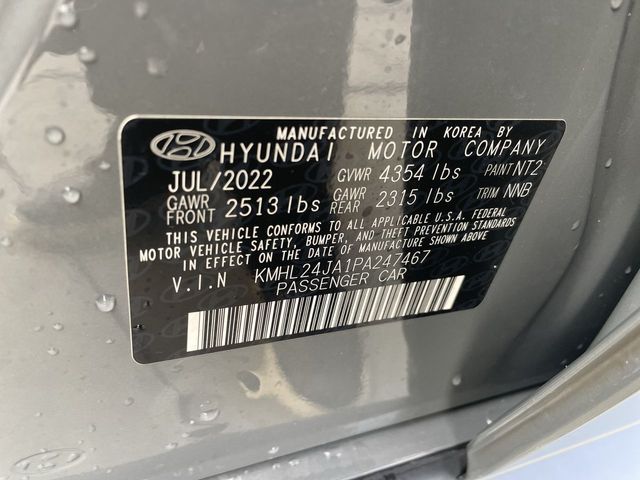 MANUFACTURED IN KOREA BY
HYUNDAI MOTOR COMPANY
JUL/2022 GVWR 4354 lbs PAINT NT2
GAWR FRONT 2513 lbs GAWR REAR 2315 lbs TRIM NNB
THIS VEHICLE CONFORMS TO ALL APPLICABLE U.S.A. FEDERAL
MOTOR VEHICLE SAFETY, BUMPER, AND THEFT PREVENTION STANDARDS
IN EFFECT ON THE DATE OF MANUFACTURE SHOWN ABOVE.
V.I.N KMHL24JA1PA247467
PASSENGER CAR